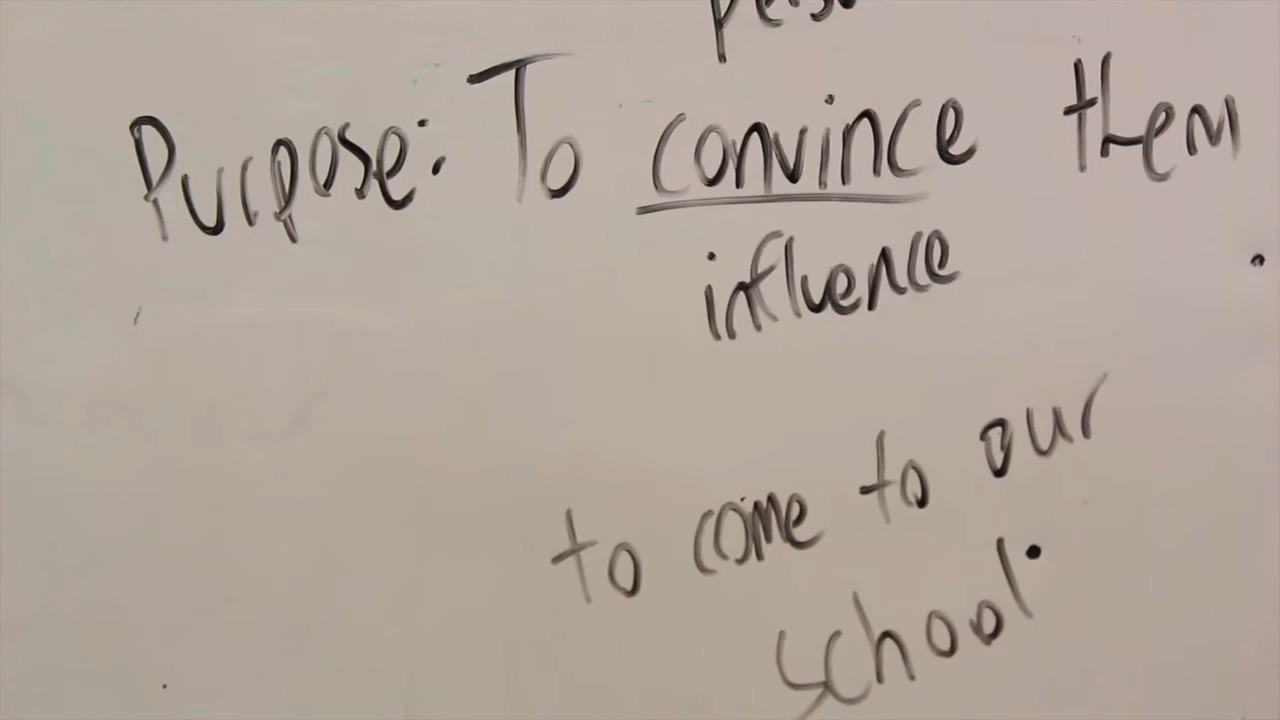 Purpose: To convince them
influence
to come to our
school.